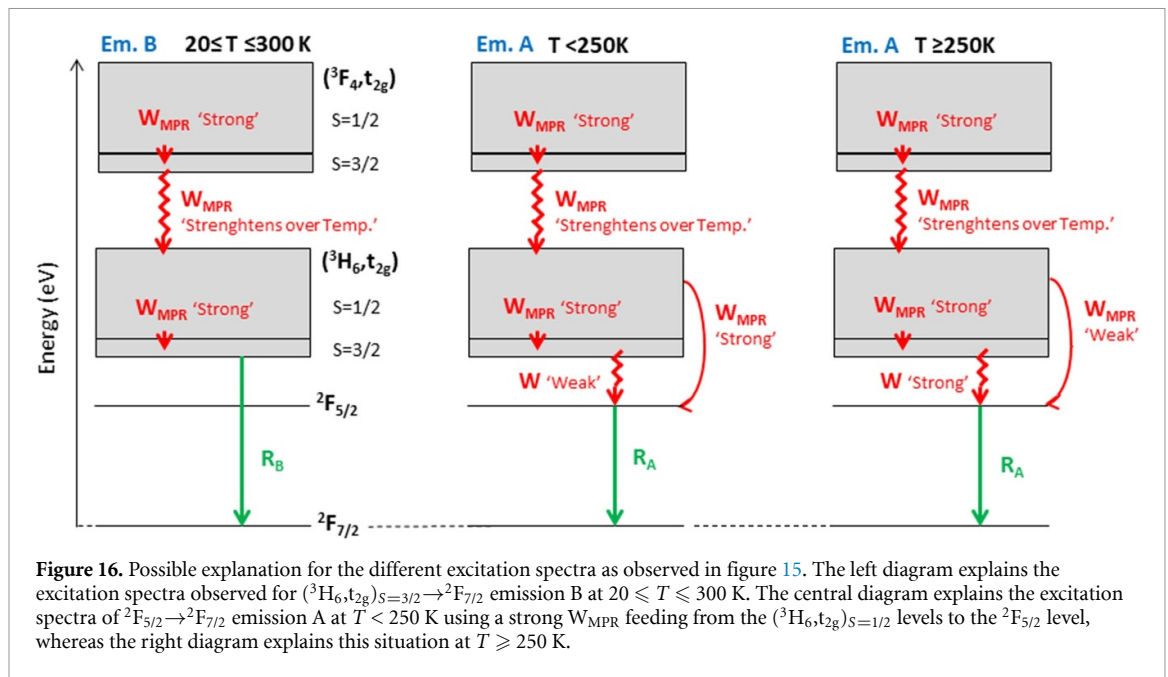 Em. B 20≤ T ≤300 K
Em. A T <250K
Em. A T ≥250K
(³F₄,t₂g)
W_MPR 'Strong'
S=1/2
S=3/2
W_MPR
'Strenghtens over Temp.'
(³H₆,t₂g)
W_MPR 'Strong'
S=1/2
S=3/2
²F₅/₂
R_B
²F₇/₂
W_MPR 'Strong'
W_MPR
'Strenghtens over Temp.'
W_MPR 'Strong'
W_MPR
'Strong'
W 'Weak'
R_A
W_MPR 'Strong'
W_MPR
'Strenghtens over Temp.'
W_MPR 'Strong'
W_MPR
'Weak'
W 'Strong'
R_A
Energy (eV)
Figure 16. Possible explanation for the different excitation spectra as observed in figure 15. The left diagram explains the
excitation spectra observed for (³H₆,t₂g)S=3/2→²F₇/₂ emission B at 20 ⩽ T ⩽ 300 K. The central diagram explains the excitation
spectra of ²F₅/₂→²F₇/₂ emission A at T < 250 K using a strong W_MPR feeding from the (³H₆,t₂g)S=1/2 levels to the ²F₅/₂ level,
whereas the right diagram explains this situation at T ⩾ 250 K.